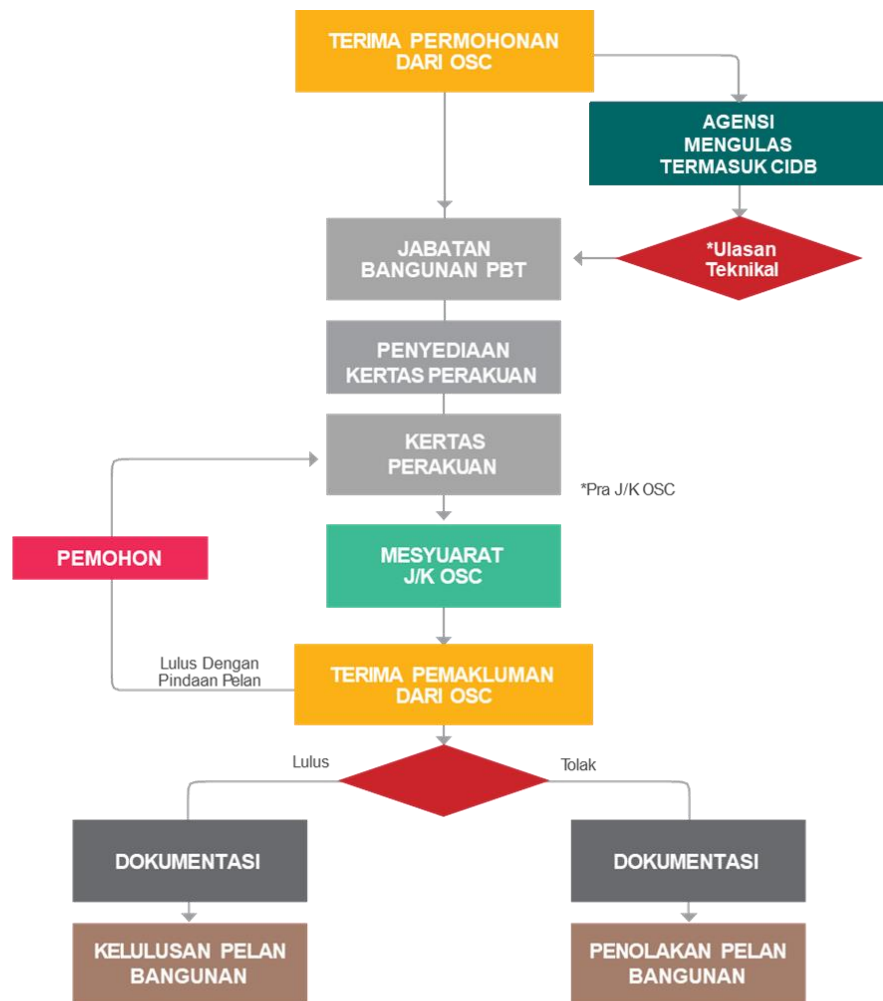 TERIMA PERMOHONAN
DARI OSC
AGENSI
MENGULAS
TERMASUK CIDB
JABATAN
BANGUNAN PBT
*Ulasan
Teknikal
PENYEDIAAN
KERTAS PERAKUAN
KERTAS
PERAKUAN
*Pra J/K OSC
PEMOHON
MESYUARAT
J/K OSC
Lulus Dengan
Pindaan Pelan
TERIMA PEMAKLUMAN
DARI OSC
Lulus
Tolak
DOKUMENTASI
DOKUMENTASI
KELULUSAN PELAN
BANGUNAN
PENOLAKAN PELAN
BANGUNAN